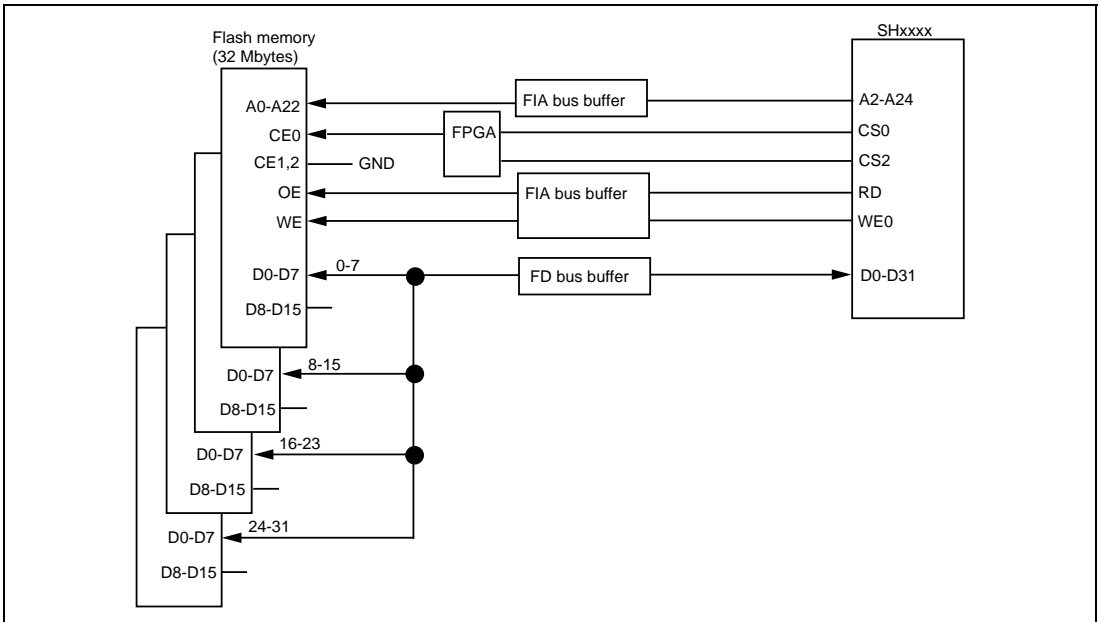 Flash memory
(32 Mbytes)
SHxxxx
A0-A22
FIA bus buffer
A2-A24
CE0
FPGA
CS0
CE1,2
GND
CS2
OE
FIA bus buffer
RD
WE
WE0
D0-D7
0-7
FD bus buffer
D0-D31
D8-D15
D0-D7
8-15
D8-D15
D0-D7
16-23
D8-D15
D0-D7
24-31
D8-D15